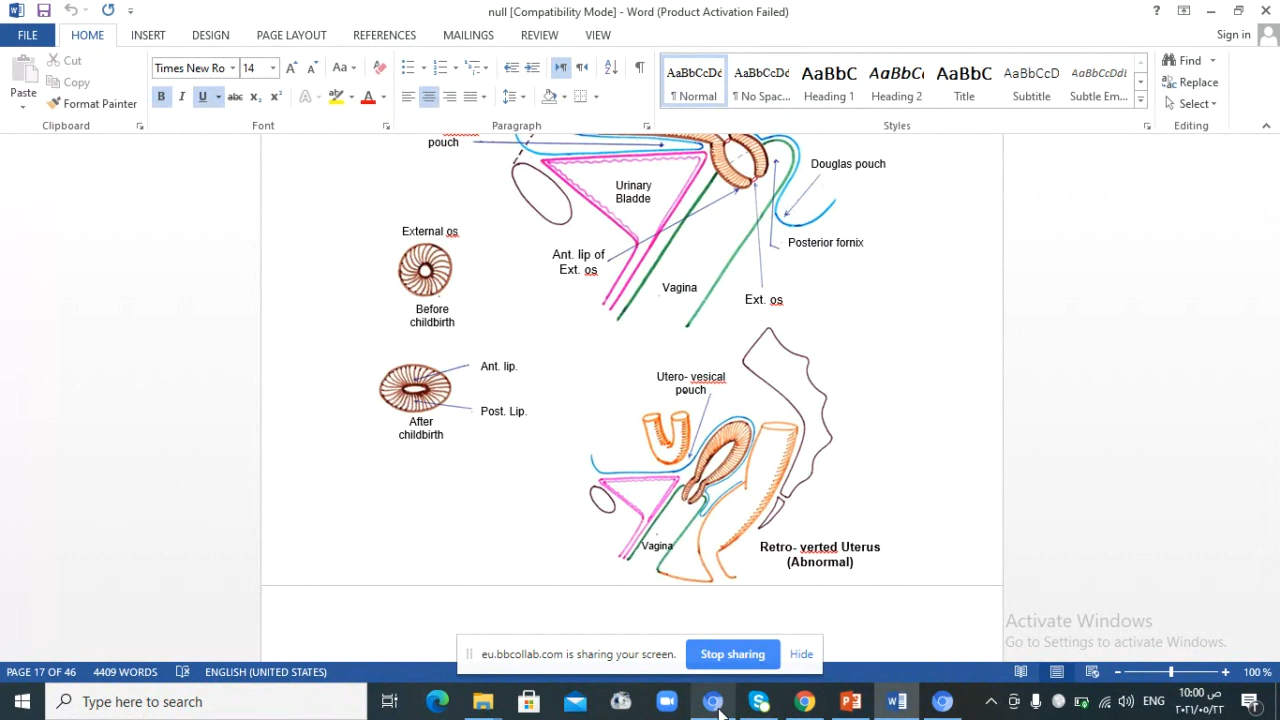 null [Compatibility Mode] - Word (Product Activation Failed)
FILE HOME INSERT DESIGN PAGE LAYOUT REFERENCES MAILINGS REVIEW VIEW Sign in
Paste Cut Copy Format Painter
Times New Ro 14 Aa
AaBbCcDc AaBbCcDc AaBbC AaBbCc AaBbC AaBbCcD AaBbCcDd
¶ Normal ¶ No Spac... Heading 1 Heading 2 Title Subtitle Subtle Em...
Find Replace Select
Clipboard Font Paragraph Styles Editing
pouch
Urinary
Bladde
Douglas pouch
External os
Posterior fornix
Ant. lip of
Ext. os
Vagina
Ext. os
Before
childbirth
Ant. lip.
Post. Lip.
After
childbirth
Utero- vesical
pouch
Vagina
Retro- verted Uterus
(Abnormal)
Activate Windows
Go to Settings to activate Windows.
eu.bbcollab.com is sharing your screen. Stop sharing Hide
PAGE 17 OF 46 4409 WORDS ENGLISH (UNITED STATES) 100 %
Type here to search
ENG
10:00 ص
٢٠٢١/٠٥/٢٣